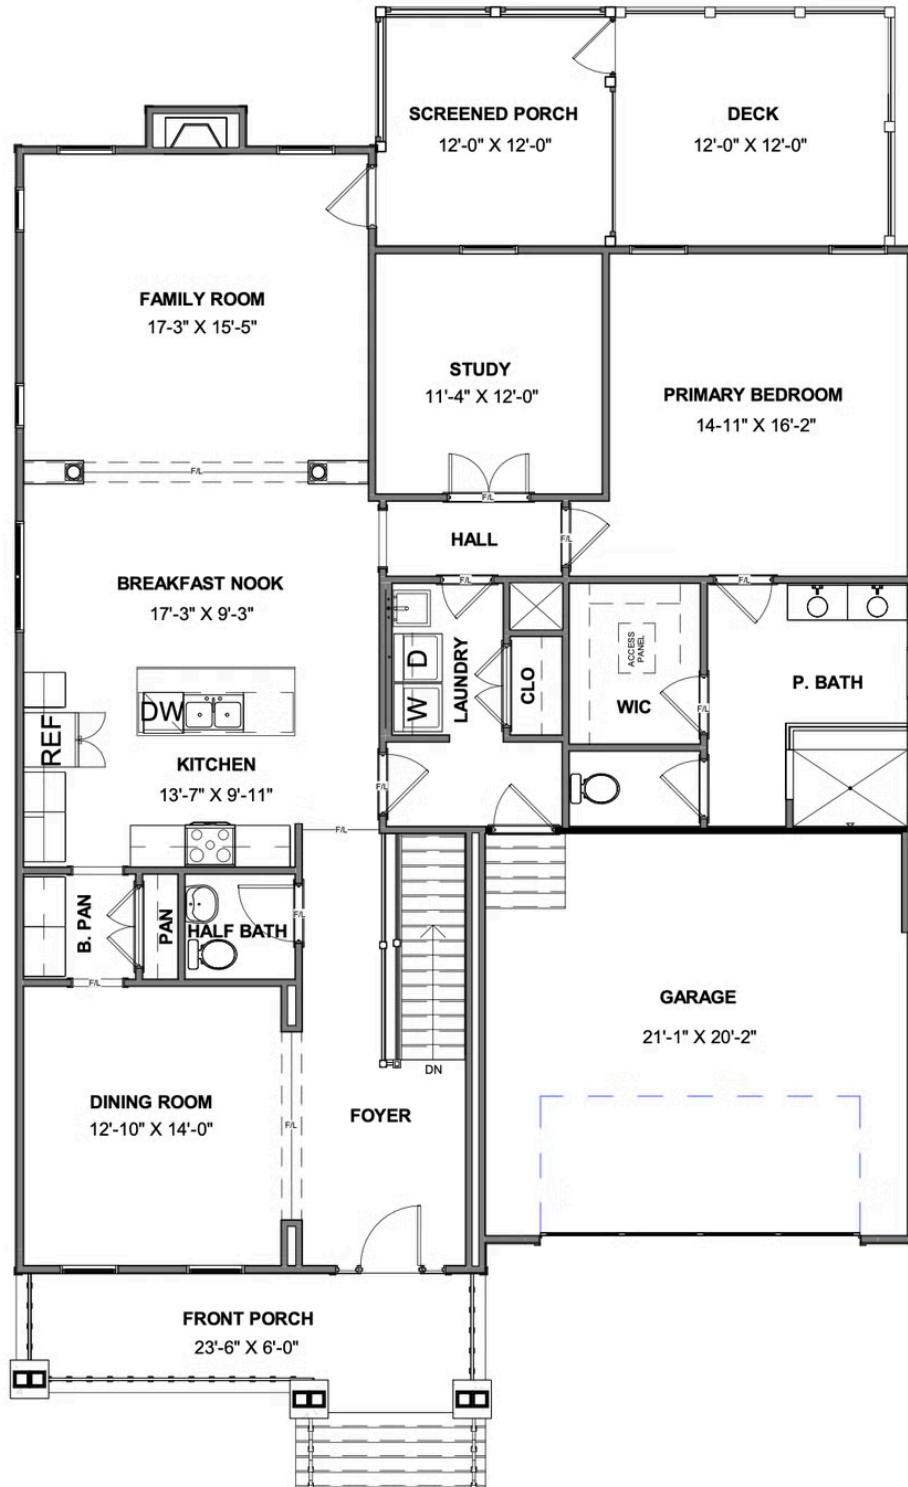 SCREENED PORCH
12'-0" X 12'-0"
DECK
12'-0" X 12'-0"
FAMILY ROOM
17-3" X 15'-5"
STUDY
11'-4" X 12'-0"
PRIMARY BEDROOM
14-11" X 16'-2"
F/L
F/L
HALL
F/L
BREAKFAST NOOK
17'-3" X 9'-3"
F/L
F/L
D
W
LAUNDRY
CLO
ACCESS
PANEL
WIC
F/L
P. BATH
DW
REF
KITCHEN
13'-7" X 9'-11"
F/L
F/L
B. PAN
PAN
HALF BATH
F/L
F/L
GARAGE
21'-1" X 20'-2"
DN
DINING ROOM
12'-10" X 14'-0"
F/L
FOYER
FRONT PORCH
23'-6" X 6'-0"